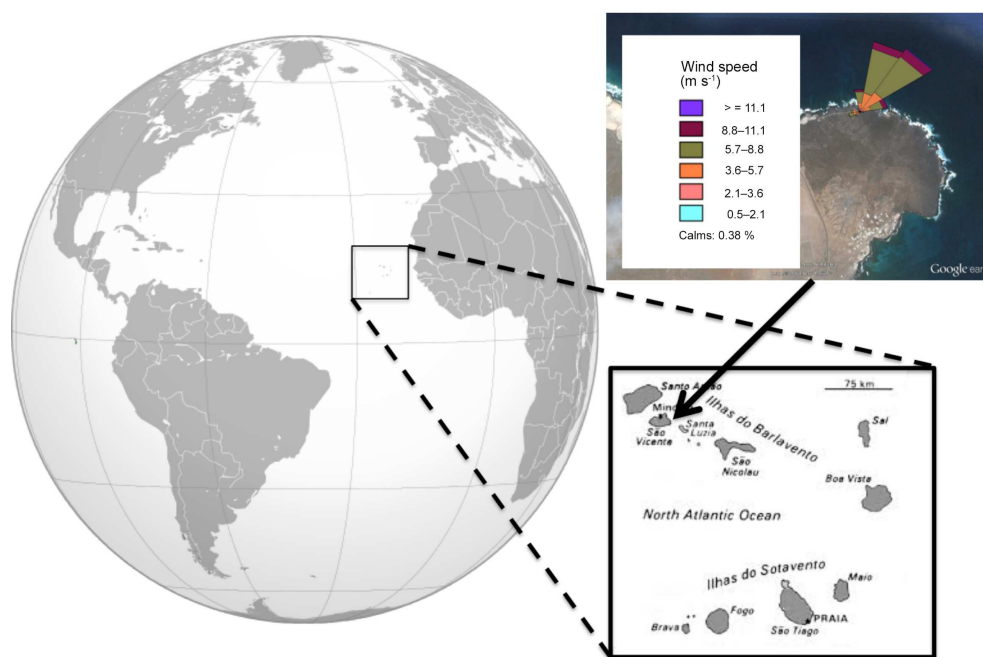 Wind speed
(m s⁻¹)
> = 11.1
8.8–11.1
5.7–8.8
3.6–5.7
2.1–3.6
0.5–2.1
Calms: 0.38 %
Google ear
75 km
Ilhas do Barlavento
Sal
Santa
Luzia
São
Vicente
São
Nicolau
Boa Vista
North Atlantic Ocean
Ilhas do Sotavento
Maio
Fogo
PRAIA
Brava
São Tiago